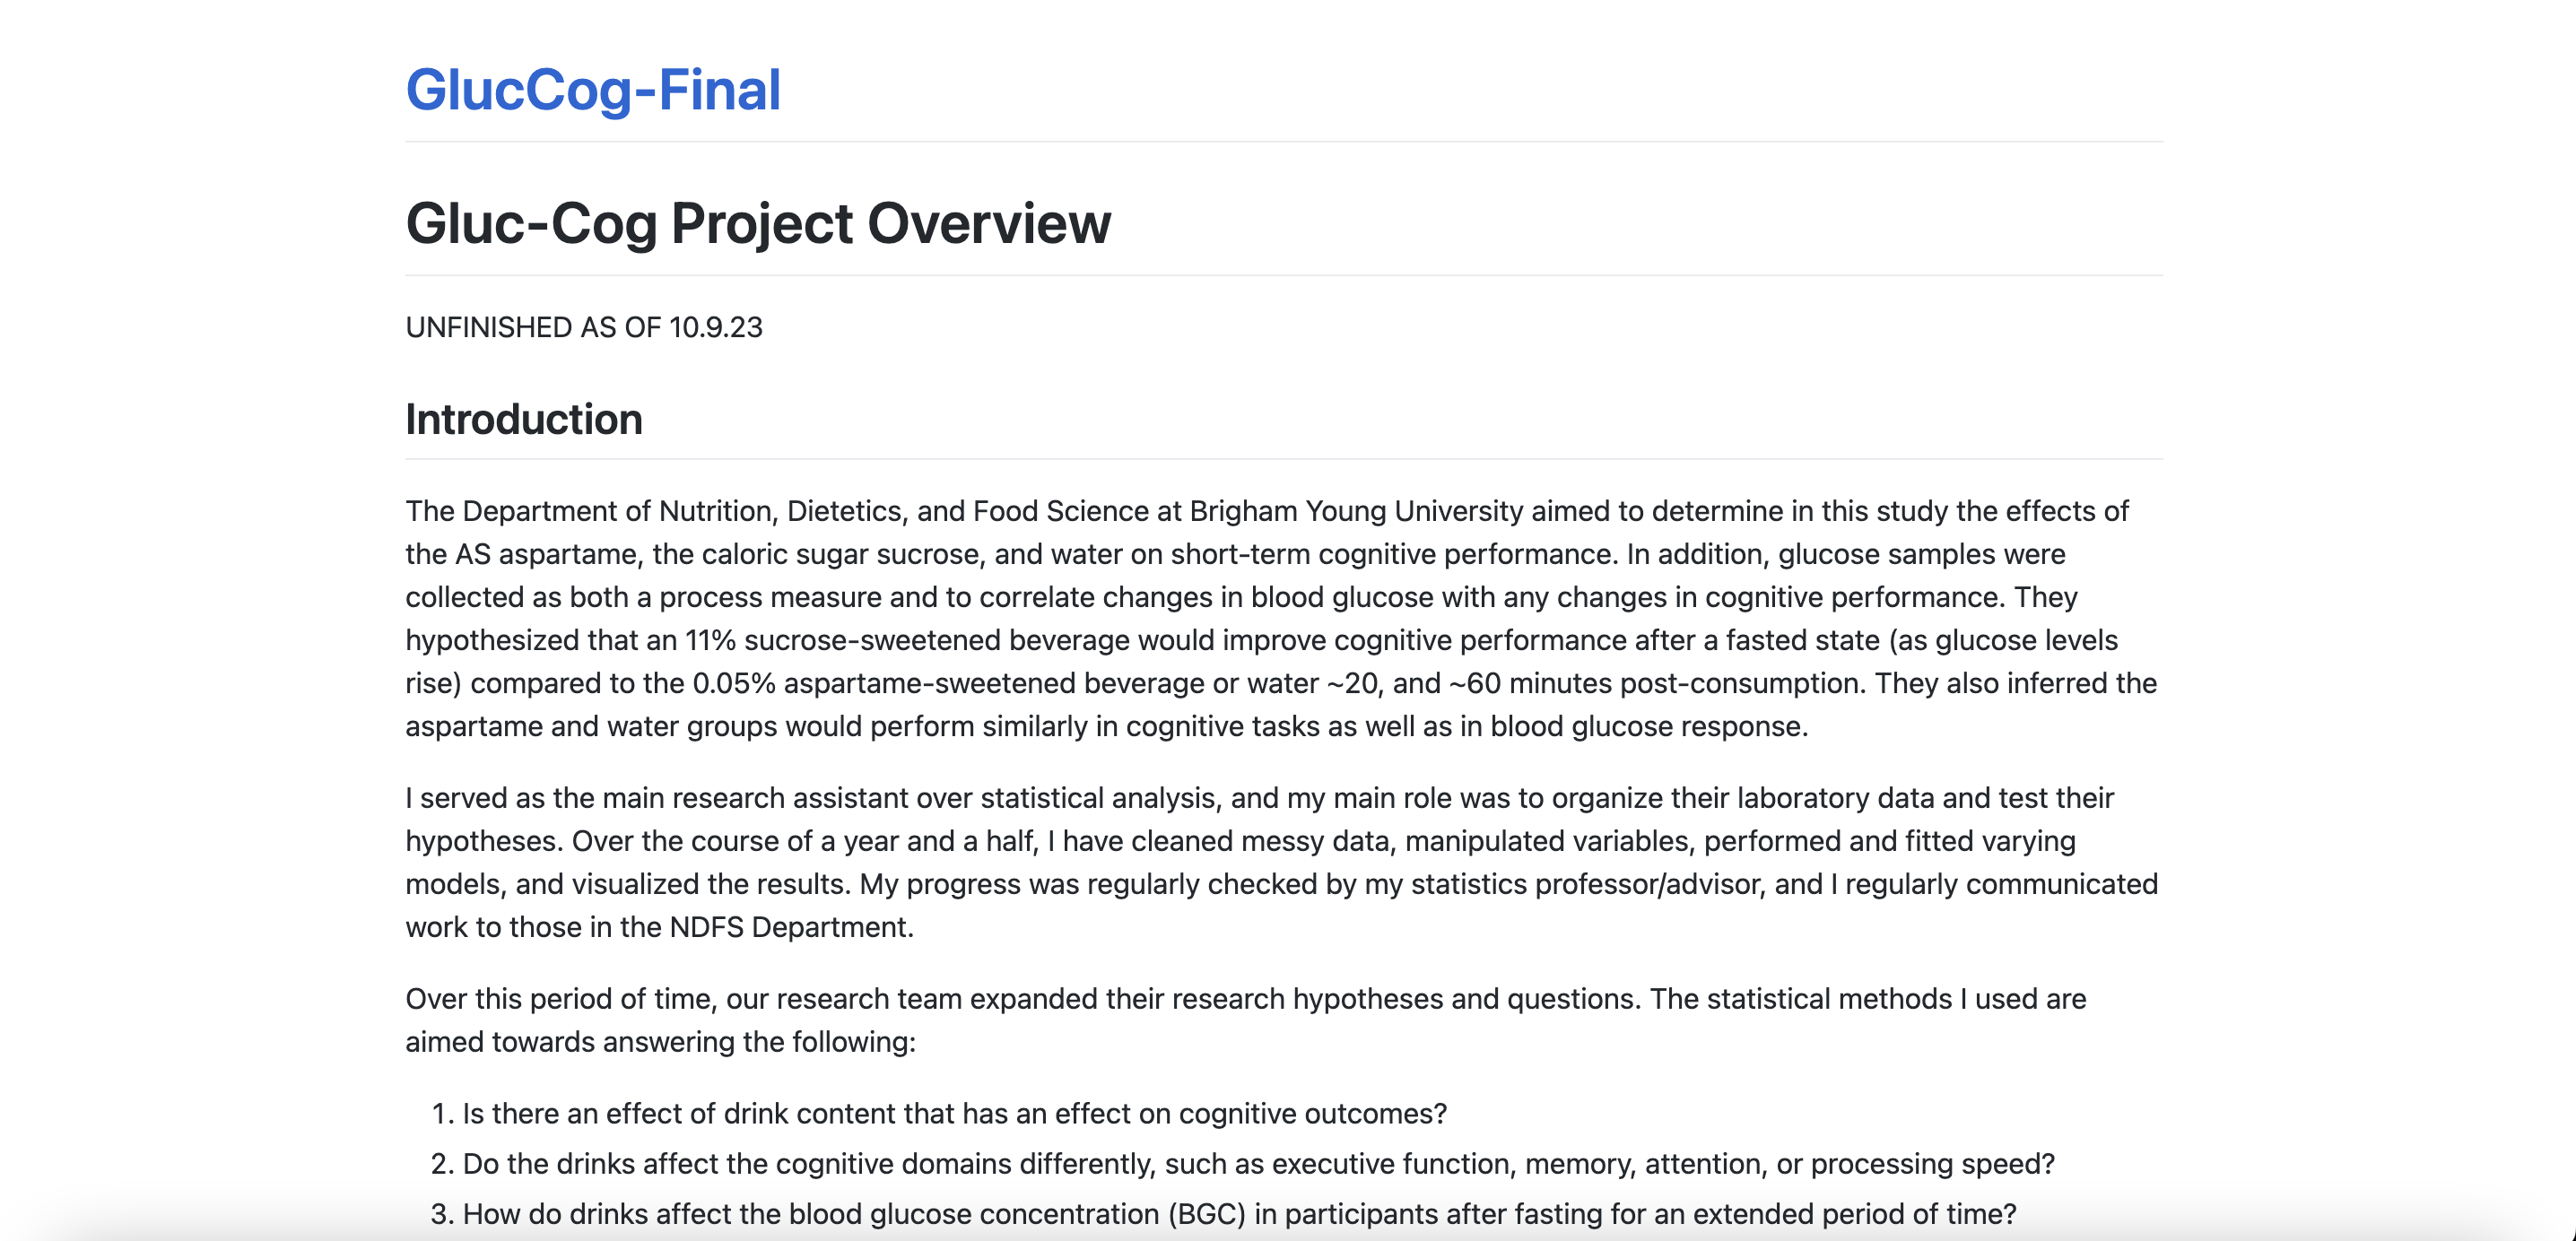 GlucCog-Final
Gluc-Cog Project Overview
UNFINISHED AS OF 10.9.23
Introduction
The Department of Nutrition, Dietetics, and Food Science at Brigham Young University aimed to determine in this study the effects of
the AS aspartame, the caloric sugar sucrose, and water on short-term cognitive performance. In addition, glucose samples were
collected as both a process measure and to correlate changes in blood glucose with any changes in cognitive performance. They
hypothesized that an 11% sucrose-sweetened beverage would improve cognitive performance after a fasted state (as glucose levels
rise) compared to the 0.05% aspartame-sweetened beverage or water ~20, and ~60 minutes post-consumption. They also inferred the
aspartame and water groups would perform similarly in cognitive tasks as well as in blood glucose response.
I served as the main research assistant over statistical analysis, and my main role was to organize their laboratory data and test their
hypotheses. Over the course of a year and a half, I have cleaned messy data, manipulated variables, performed and fitted varying
models, and visualized the results. My progress was regularly checked by my statistics professor/advisor, and I regularly communicated
work to those in the NDFS Department.
Over this period of time, our research team expanded their research hypotheses and questions. The statistical methods I used are
aimed towards answering the following:
1. Is there an effect of drink content that has an effect on cognitive outcomes?
2. Do the drinks affect the cognitive domains differently, such as executive function, memory, attention, or processing speed?
3. How do drinks affect the blood glucose concentration (BGC) in participants after fasting for an extended period of time?